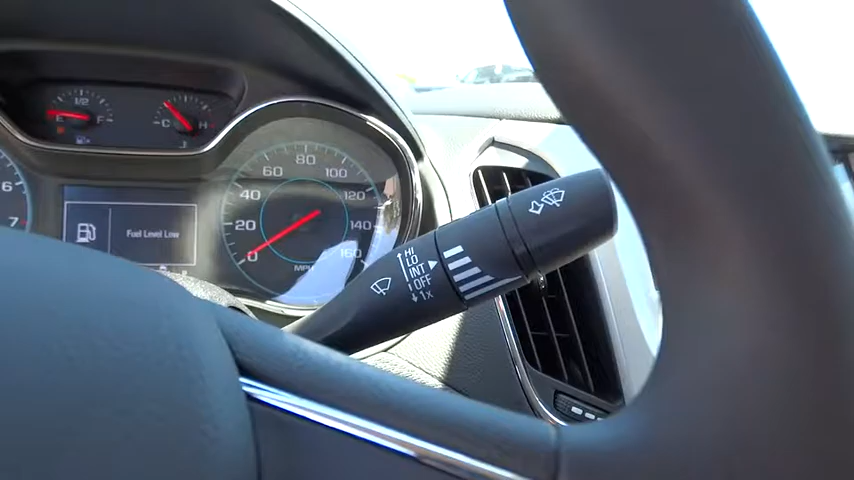 1/2
E F
C H
6
7
Fuel Level Low
0 20 40 60 80 100 120 140 160
MPH
HI
LO
INT
OFF
1x